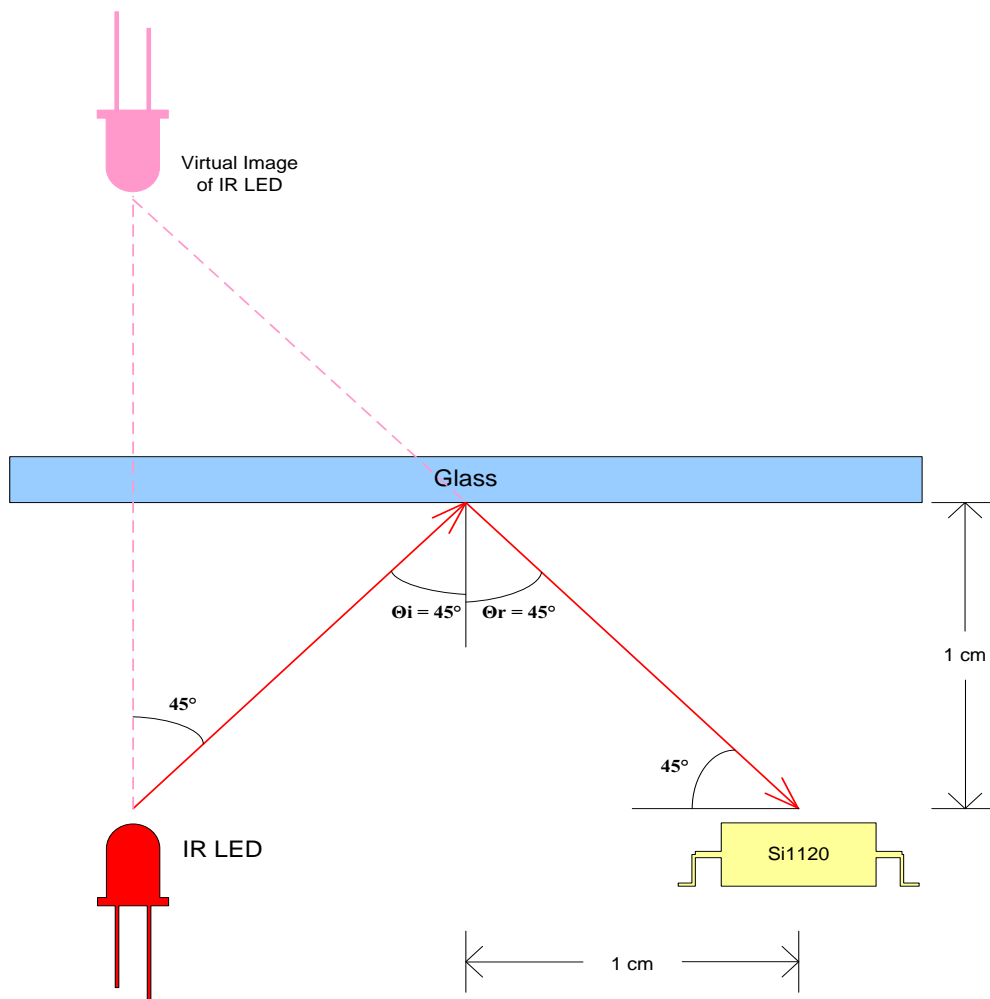 Virtual Image
of IR LED
Glass
Θi = 45°
Θr = 45°
1 cm
45°
45°
IR LED
Si1120
1 cm